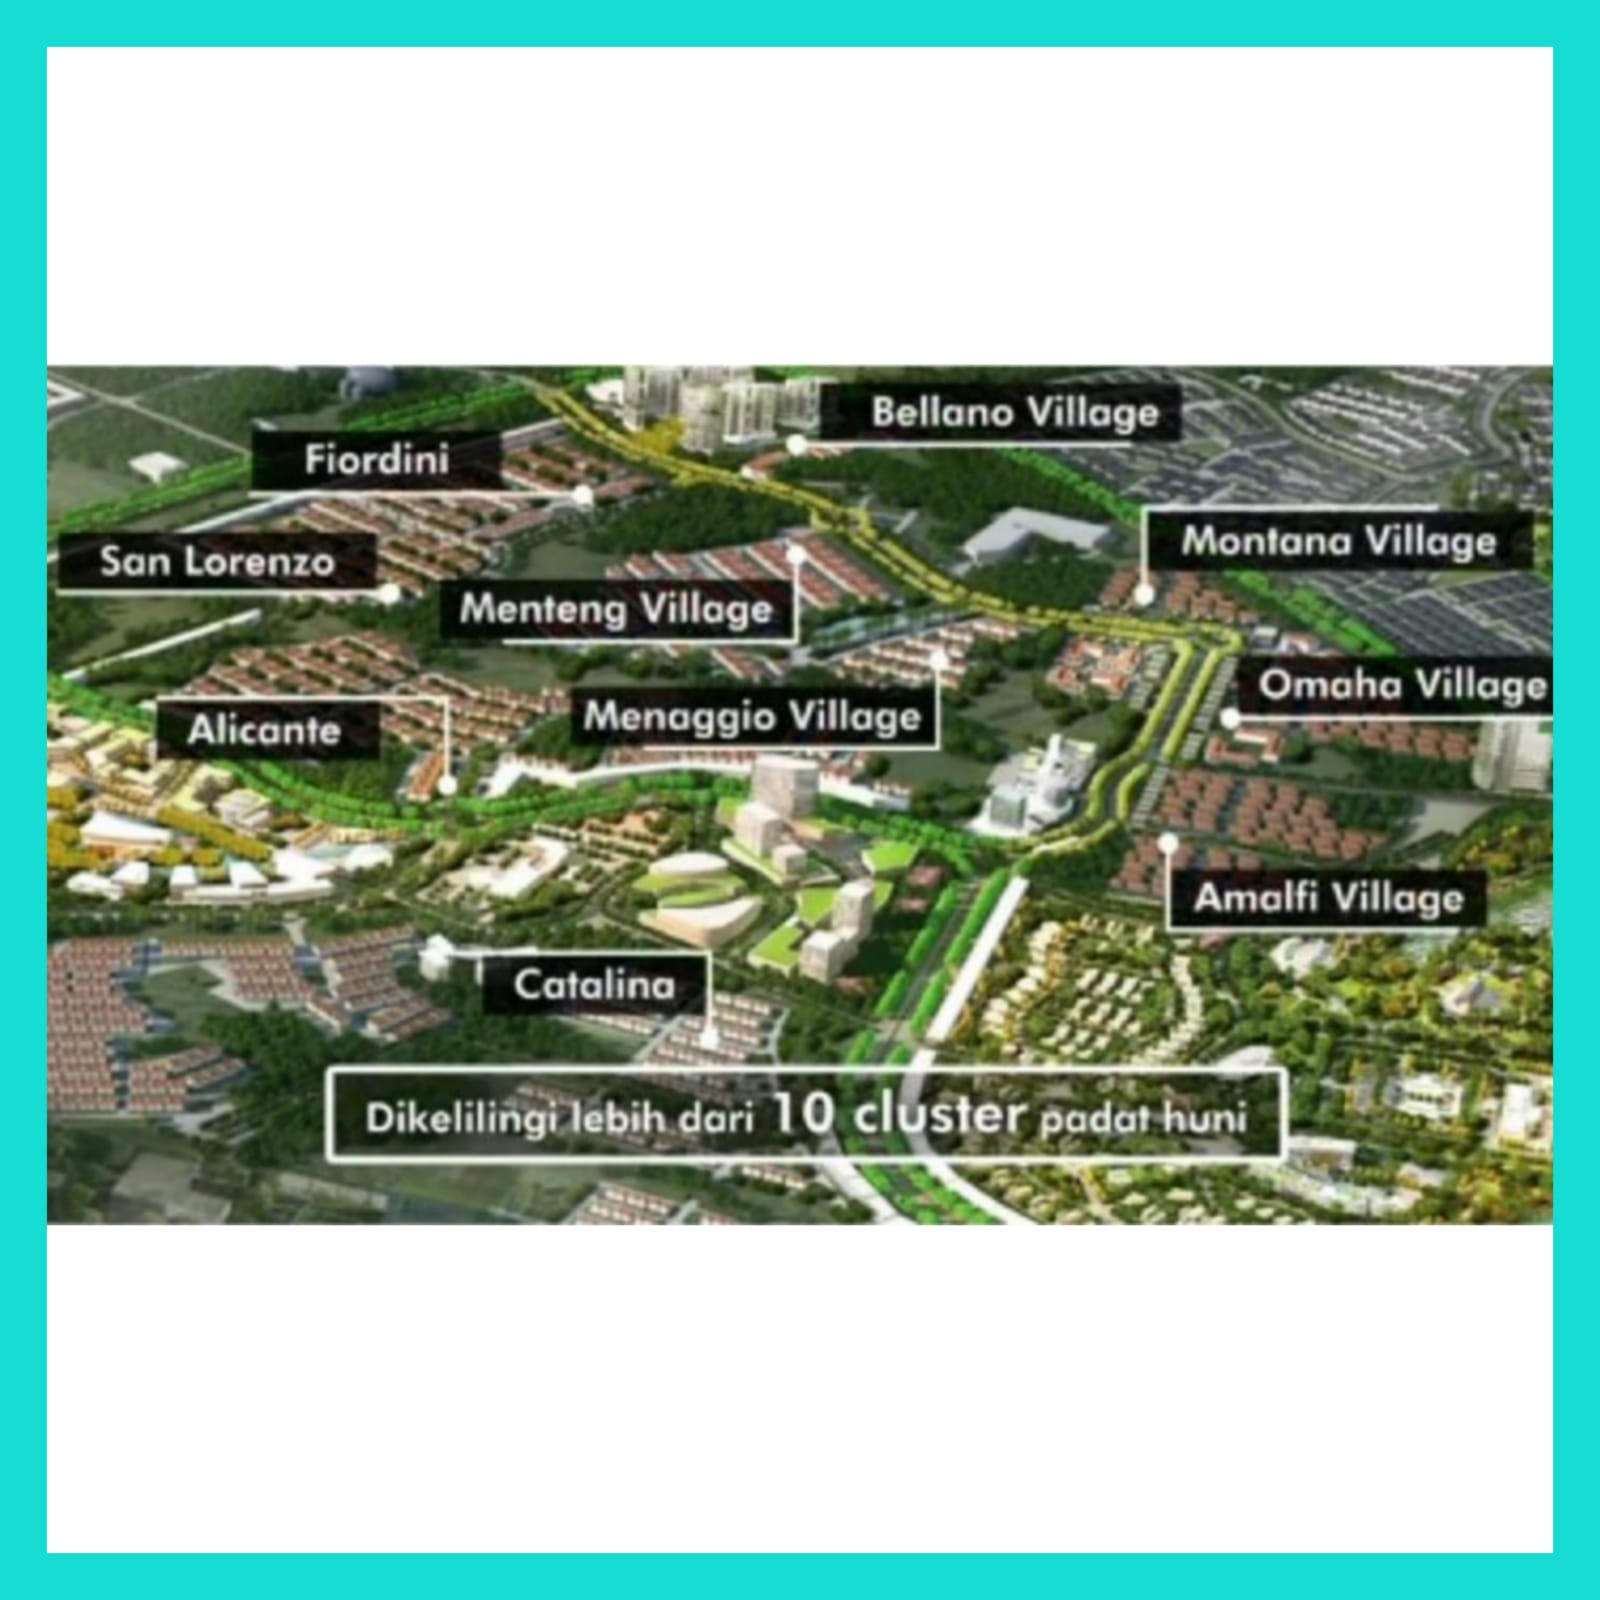 Bellano Village
Fiordini
Montana Village
San Lorenzo
Menteng Village
Omaha Village
Menaggio Village
Alicante
Amalfi Village
Catalina
Dikelilingi lebih dari 10 cluster padat huni